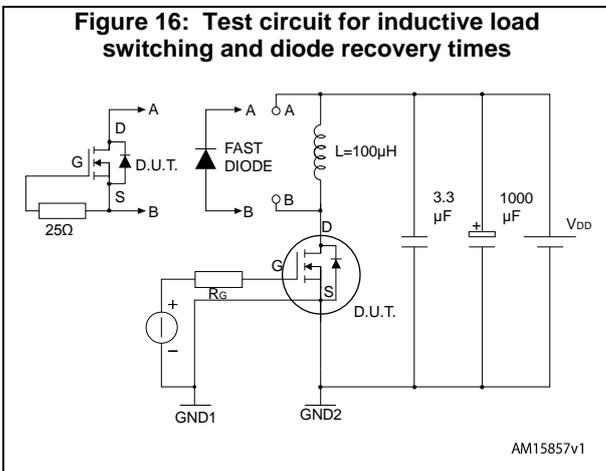 Figure 16: Test circuit for inductive load
switching and diode recovery times
A
D
G
D.U.T.
S
B
25Ω
A
FAST
DIODE
B
A
B
L=100µH
3.3
µF
+
1000
µF
VDD
D
G
S
D.U.T.
RG
+
−
GND1
GND2
AM15857v1